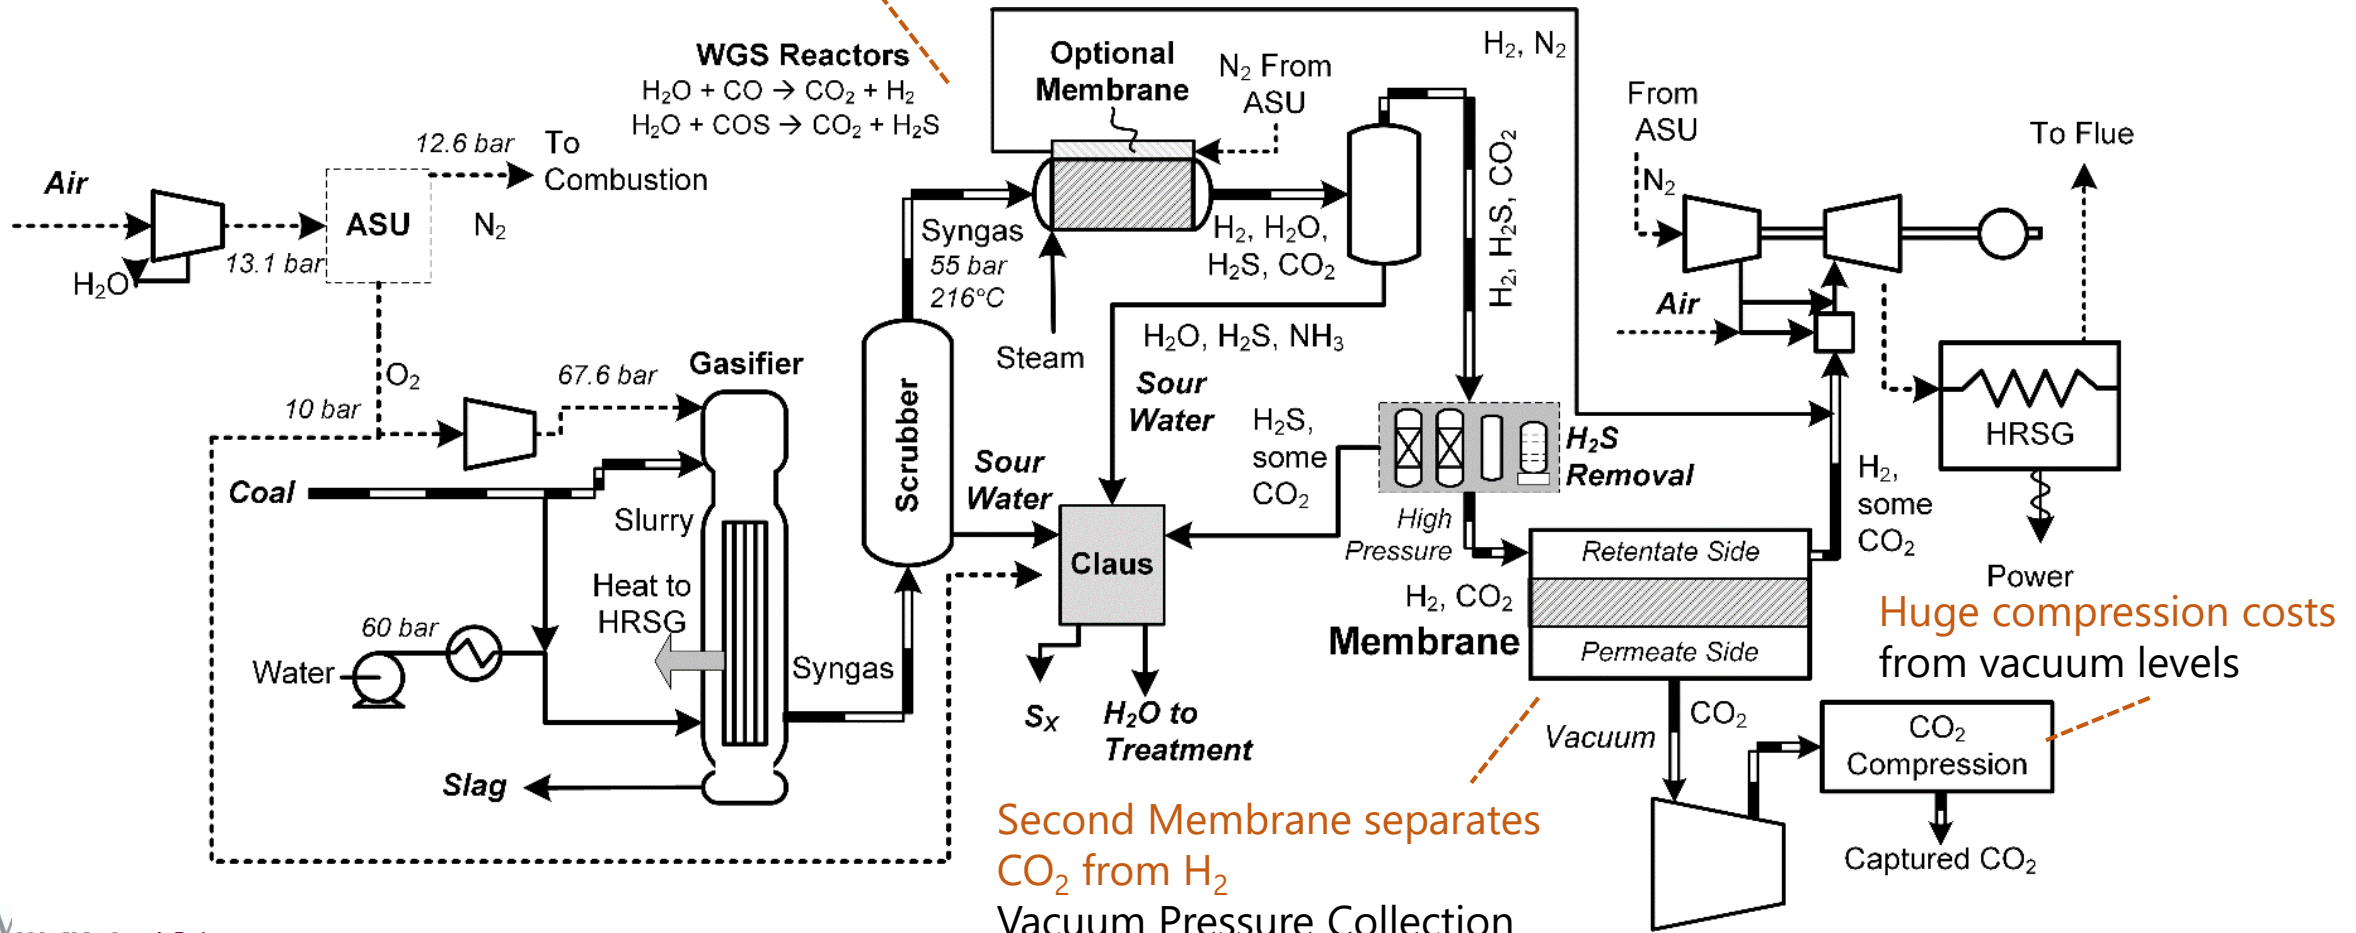 WGS Reactors
H₂O + CO → CO₂ + H₂
H₂O + COS → CO₂ + H₂S
Optional
Membrane
N₂ From
ASU
H₂, N₂
From
ASU
N₂
To Flue
12.6 bar
To
Combustion
Air
ASU
N₂
13.1 bar
H₂O
Syngas
55 bar
216°C
H₂, H₂O,
H₂S, CO₂
H₂, H₂S, CO₂
Air
Steam
H₂O, H₂S, NH₃
Sour
Water
Gasifier
O₂
67.6 bar
10 bar
Scrubber
HRSG
Coal
Slurry
Sour
Water
H₂S,
some
CO₂
H₂S
Removal
H₂,
some
CO₂
High
Pressure
Retentate Side
Claus
Heat to
HRSG
H₂, CO₂
Membrane
Permeate Side
Power
Huge compression costs
from vacuum levels
60 bar
Water
Syngas
Sₓ
H₂O to
Treatment
Vacuum
CO₂
CO₂
Compression
Slag
Second Membrane separates
CO₂ from H₂
Vacuum Pressure Collection
Captured CO₂